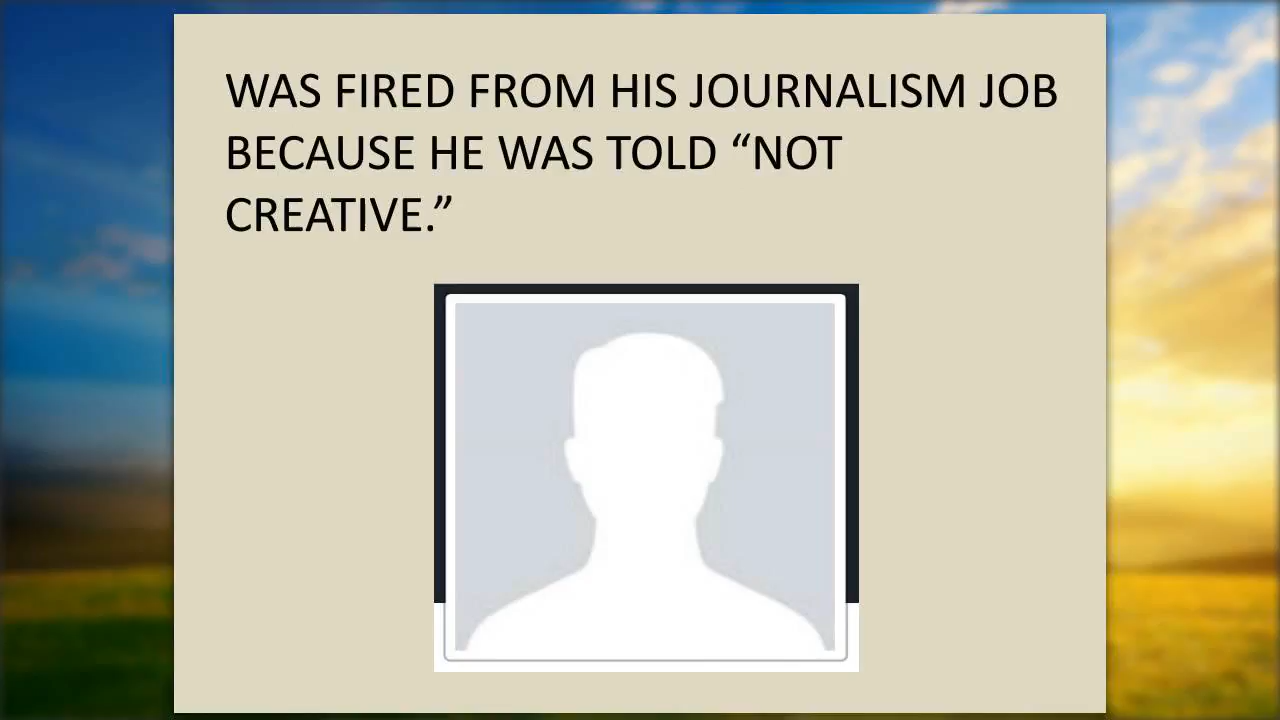 WAS FIRED FROM HIS JOURNALISM JOB
BECAUSE HE WAS TOLD “NOT
CREATIVE.”